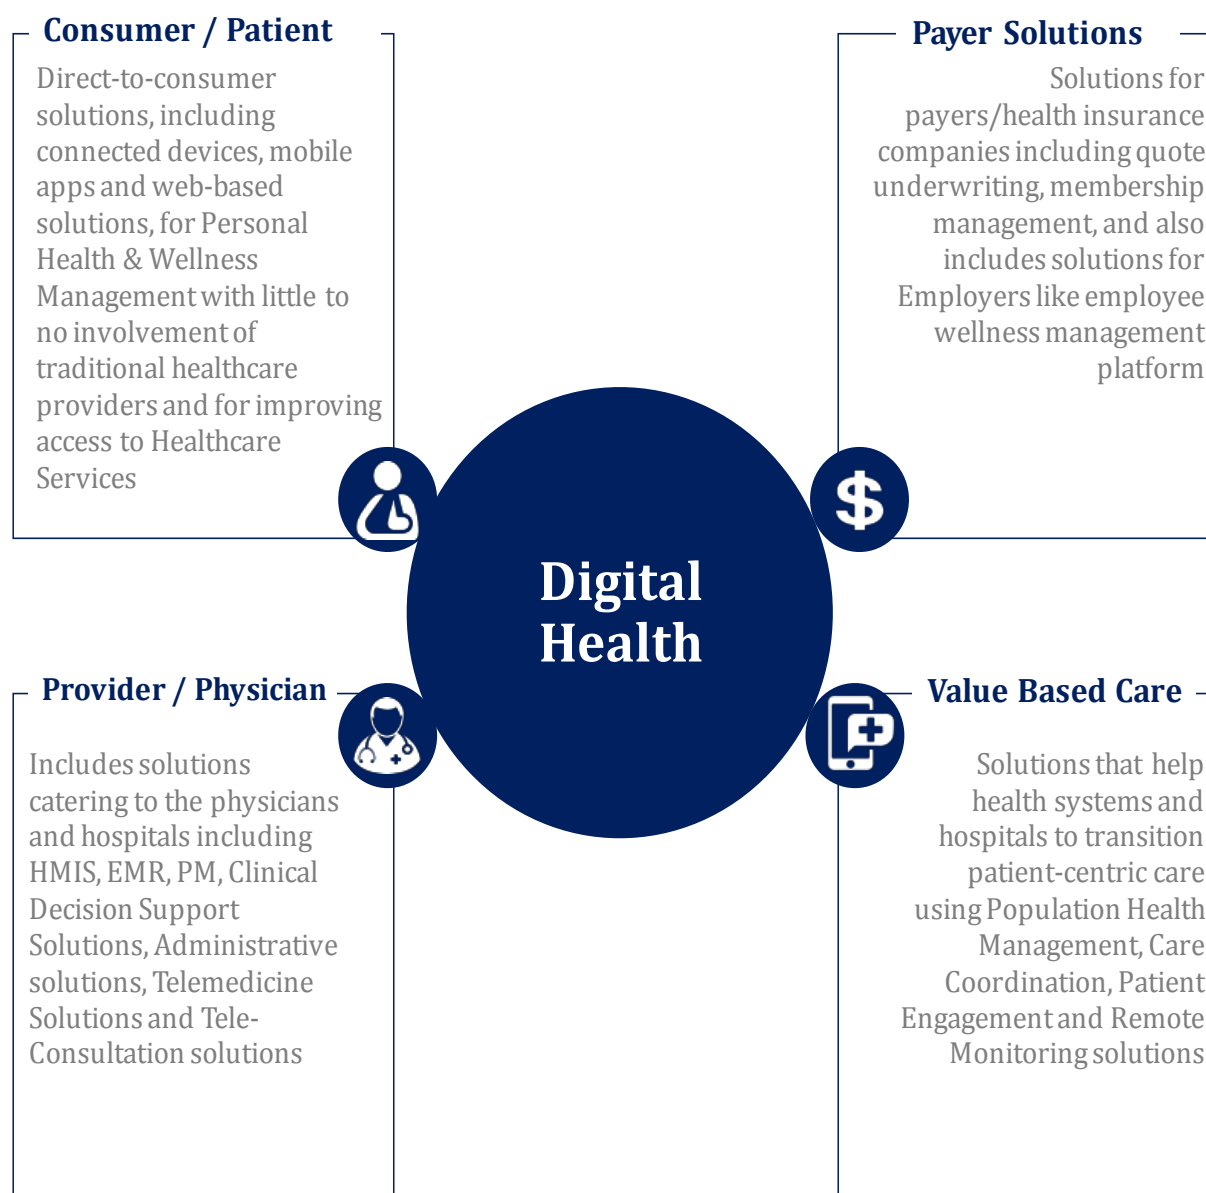 Consumer / Patient
Direct-to-consumer
solutions, including
connected devices, mobile
apps and web-based
solutions, for Personal
Health & Wellness
Management with little to
no involvement of
traditional healthcare
providers and for improving
access to Healthcare
Services
Payer Solutions
Solutions for
payers/health insurance
companies including quote
underwriting, membership
management, and also
includes solutions for
Employers like employee
wellness management
platform
$
Digital
Health
Provider / Physician
Includes solutions
catering to the physicians
and hospitals including
HMIS, EMR, PM, Clinical
Decision Support
Solutions, Administrative
solutions, Telemedicine
Solutions and Tele-
Consultation solutions
Value Based Care
Solutions that help
health systems and
hospitals to transition
patient-centric care
using Population Health
Management, Care
Coordination, Patient
Engagement and Remote
Monitoring solutions